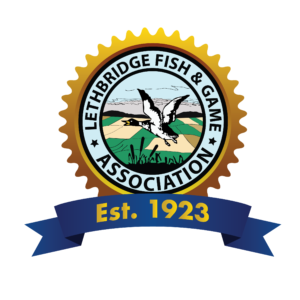 LETHBRIDGE FISH & GAME
ASSOCIATION
Est. 1923